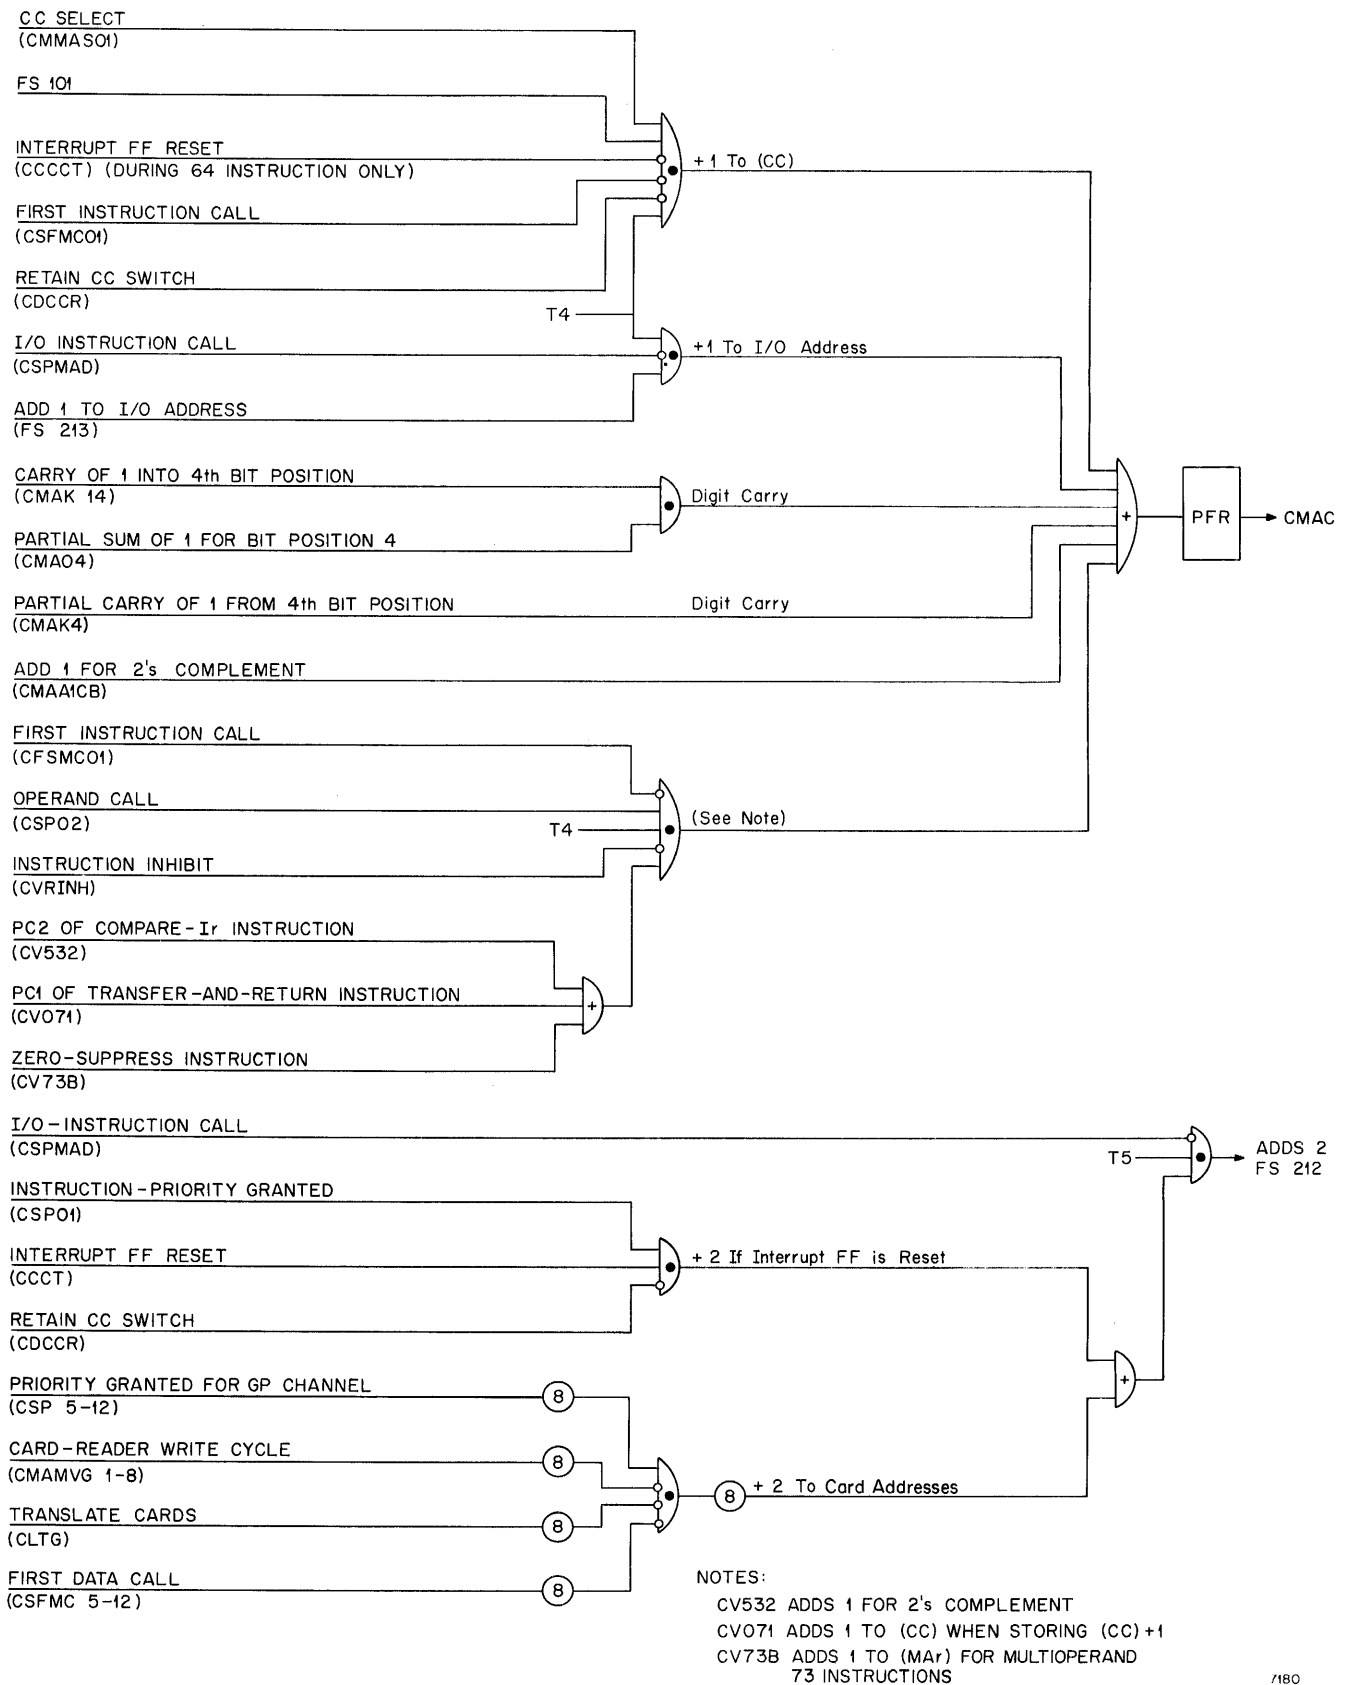 CC SELECT
(CMMAS01)
FS 101
INTERRUPT FF RESET
(CCCCT) (DURING 64 INSTRUCTION ONLY)
+1 To (CC)
FIRST INSTRUCTION CALL
(CSFMC01)
RETAIN CC SWITCH
(CDCCR)
T4
I/O INSTRUCTION CALL
(CSPMAD)
+1 To I/O Address
ADD 1 TO I/O ADDRESS
(FS 213)
CARRY OF 1 INTO 4th BIT POSITION
(CMAK 14)
Digit Carry
+
PFR
CMAC
PARTIAL SUM OF 1 FOR BIT POSITION 4
(CMA04)
PARTIAL CARRY OF 1 FROM 4th BIT POSITION
(CMAK4)
Digit Carry
ADD 1 FOR 2's COMPLEMENT
(CMAA1CB)
FIRST INSTRUCTION CALL
(CFSMC01)
OPERAND CALL
(CSP02)
T4
(See Note)
INSTRUCTION INHIBIT
(CVRINH)
PC2 OF COMPARE-Ir INSTRUCTION
(CV532)
PC1 OF TRANSFER-AND-RETURN INSTRUCTION
(CV071)
+
ZERO-SUPPRESS INSTRUCTION
(CV73B)
I/O-INSTRUCTION CALL
(CSPMAD)
T5
ADDS 2
FS 212
INSTRUCTION-PRIORITY GRANTED
(CSP01)
INTERRUPT FF RESET
(CCCT)
+ 2 If Interrupt FF is Reset
RETAIN CC SWITCH
(CDCCR)
+
PRIORITY GRANTED FOR GP CHANNEL
(CSP 5-12)
8
CARD-READER WRITE CYCLE
(CMAMVG 1-8)
8
8
+ 2 To Card Addresses
TRANSLATE CARDS
(CLTG)
8
FIRST DATA CALL
(CSFMC 5-12)
8
NOTES:
CV532 ADDS 1 FOR 2's COMPLEMENT
CV071 ADDS 1 TO (CC) WHEN STORING (CC)+1
CV73B ADDS 1 TO (MAr) FOR MULTIOPERAND
73 INSTRUCTIONS
7180